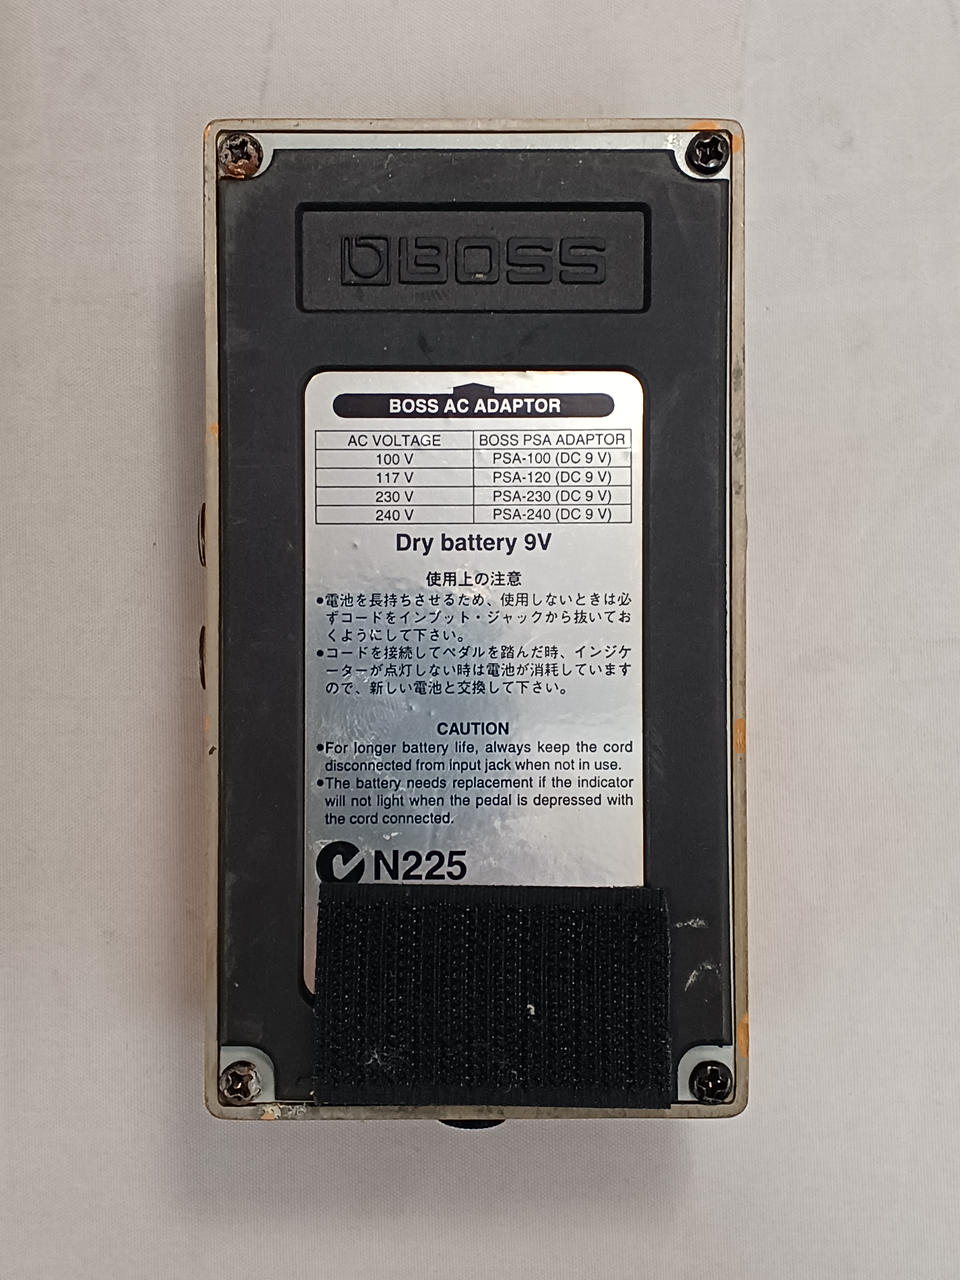 BOSS
BOSS AC ADAPTOR
AC VOLTAGE BOSS PSA ADAPTOR
100 V PSA-100 (DC 9 V)
117 V PSA-120 (DC 9 V)
230 V PSA-230 (DC 9 V)
240 V PSA-240 (DC 9 V)
Dry battery 9V
使用上の注意
●電池を長持ちさせるため、使用しないときは必
ずコードをインプット・ジャックから抜いてお
くようにして下さい。
●コードを接続してペダルを踏んだ時、インジケ
ーターが点灯しない時は電池が消耗しています
ので、新しい電池と交換して下さい。
CAUTION
●For longer battery life, always keep the cord
disconnected from input jack when not in use.
●The battery needs replacement if the indicator
will not light when the pedal is depressed with
the cord connected.
N225